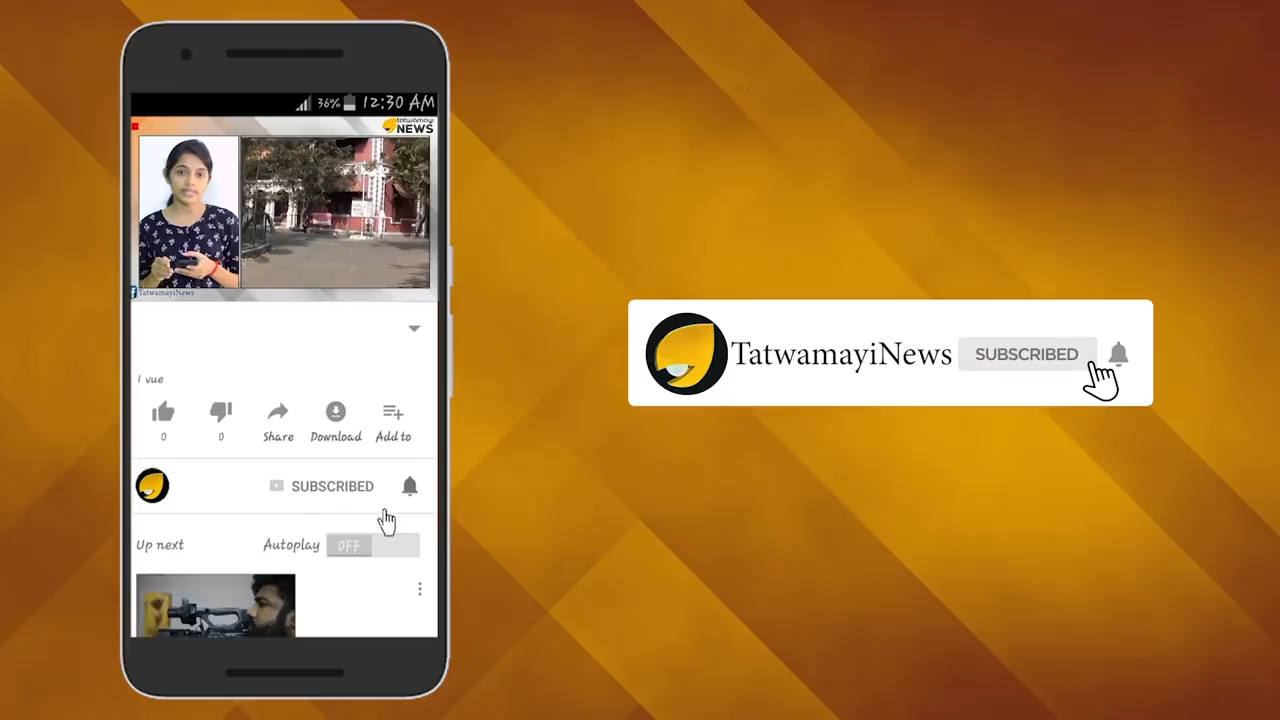 36% 12:30 AM
tatwamayi
NEWS
TatwamayiNews
1 vue
0 0 Share Download Add to
SUBSCRIBED
Up next Autoplay OFF
TatwamayiNews SUBSCRIBED